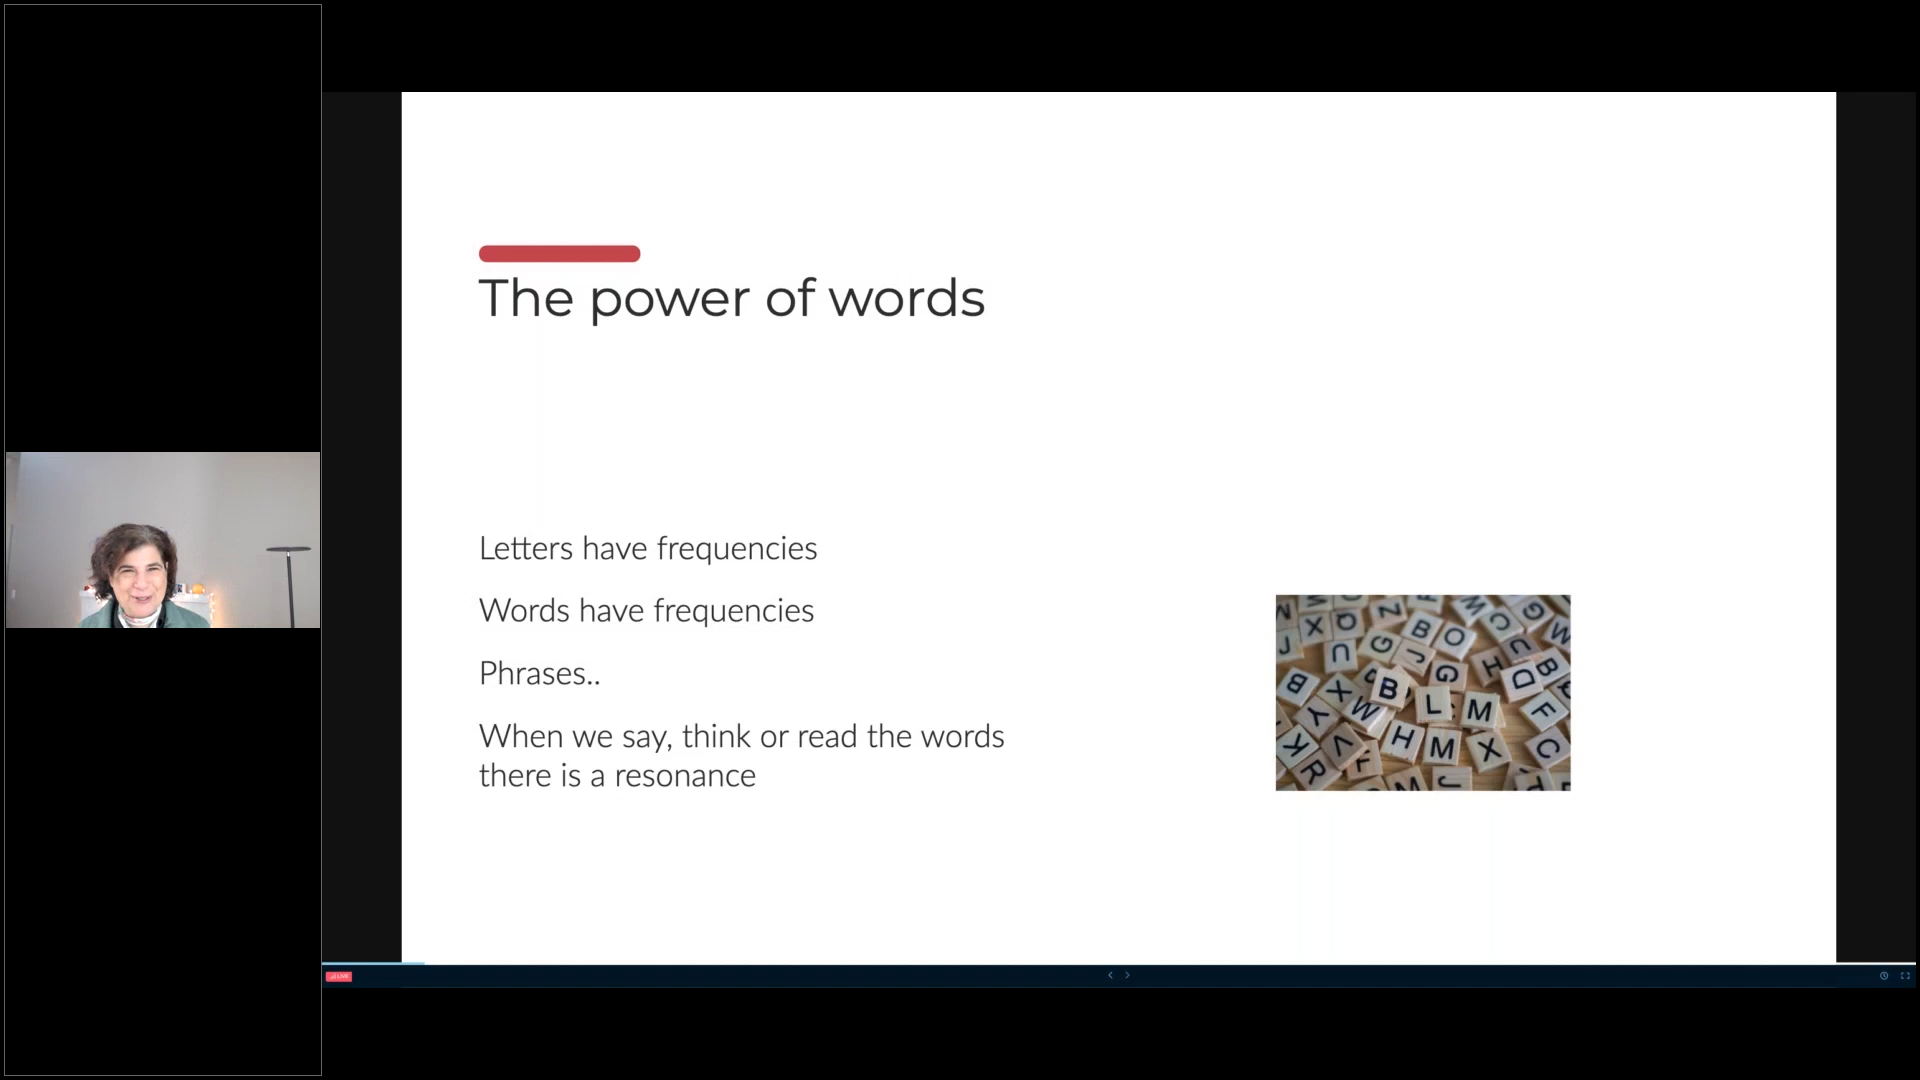 The power of words
Letters have frequencies
Words have frequencies
Phrases..
When we say, think or read the words
there is a resonance
LIVE